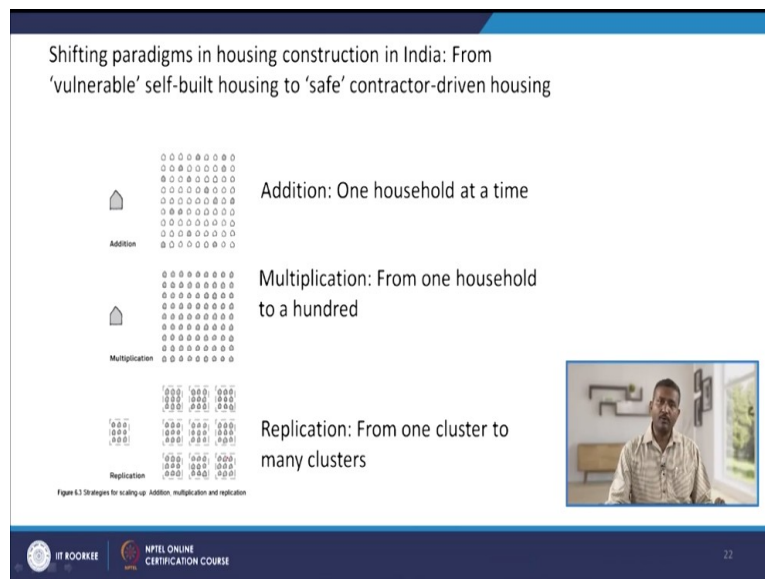 Shifting paradigms in housing construction in India: From
‘vulnerable’ self-built housing to ‘safe’ contractor-driven housing
Addition
Addition: One household at a time
Multiplication
Multiplication: From one household
to a hundred
Replication
Replication: From one cluster to
many clusters
Figure 6.3 Strategies for scaling-up Addition, multiplication and replication
IIT ROORKEE
NPTEL
NPTEL ONLINE
CERTIFICATION COURSE
22